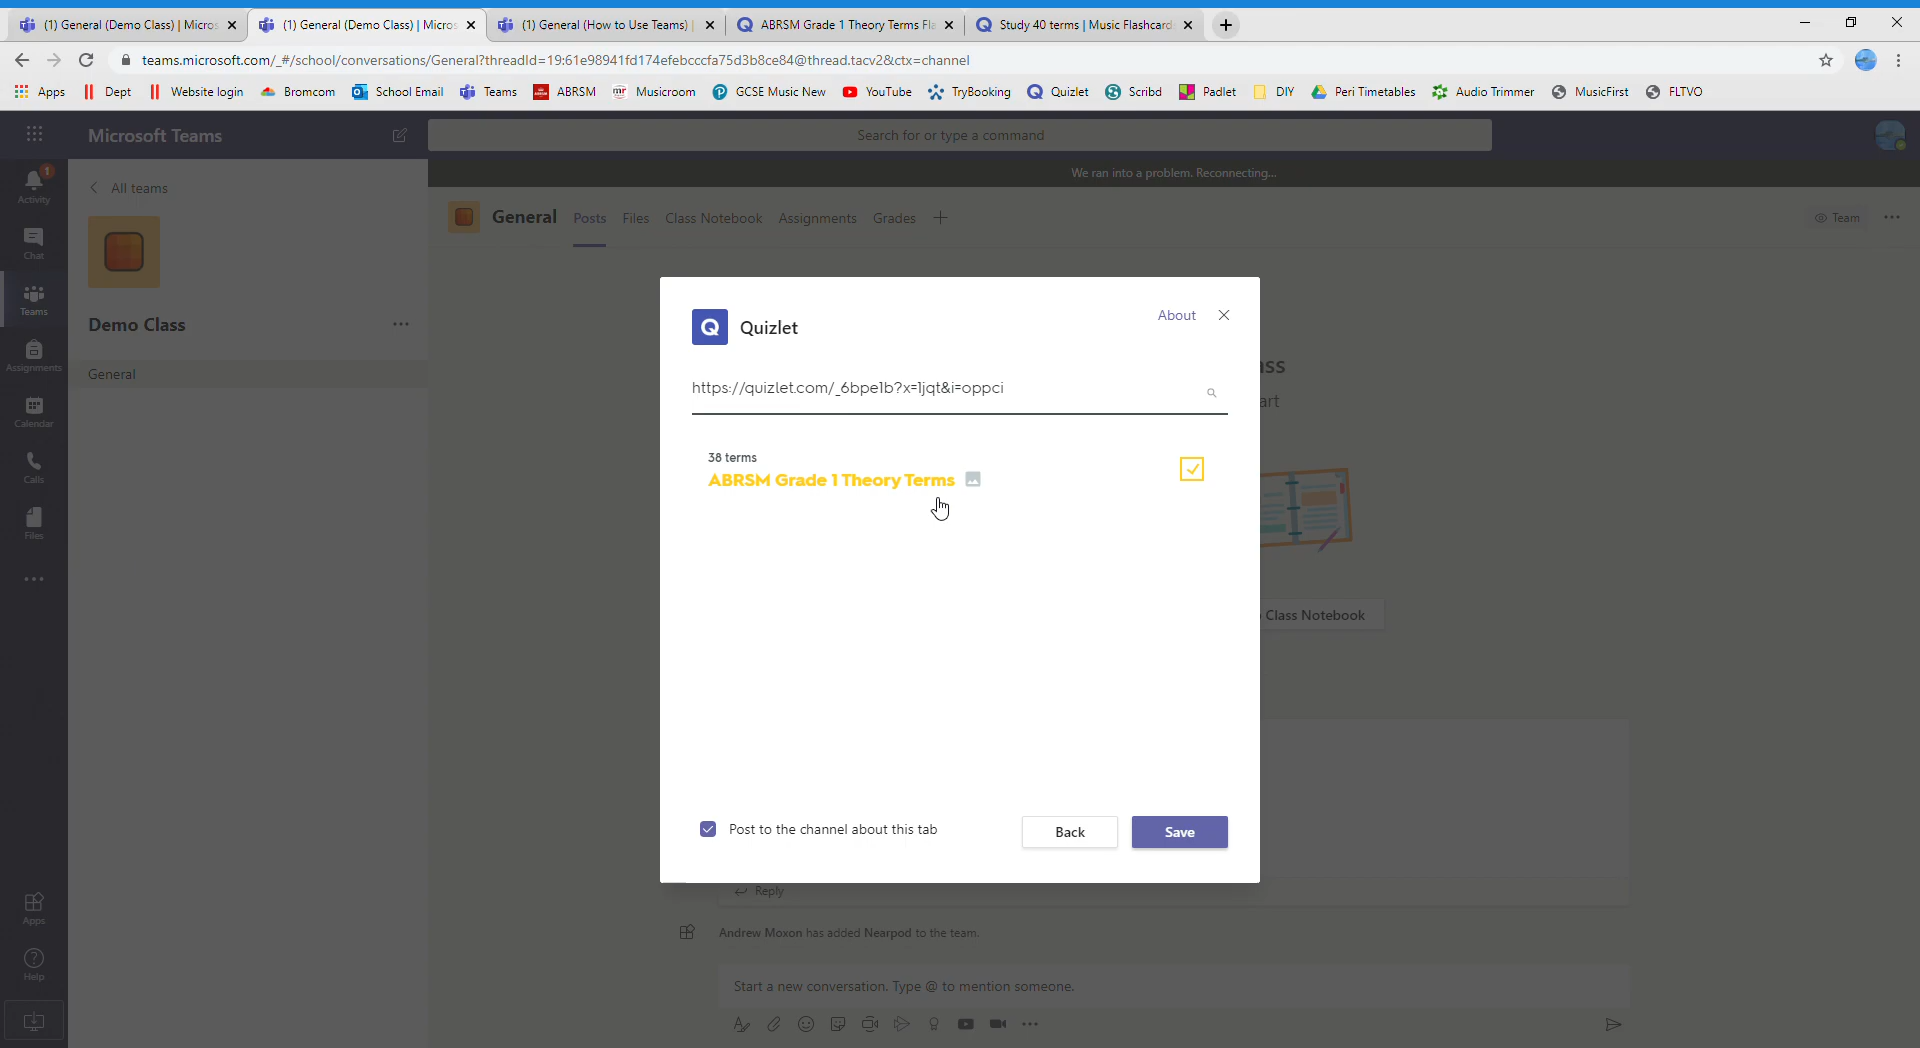 (1) General (Demo Class) | Micros
(1) General (Demo Class) | Micros
(1) General (How to Use Teams) |
ABRSM Grade 1 Theory Terms Fla
Study 40 terms | Music Flashcard
teams.microsoft.com/_#/school/conversations/General?threadId=19:61e98941fd174efebcccfa75d3b8ce84@thread.tacv2&ctx=channel
Apps Dept Website login Bromcom School Email Teams ABRSM Musicroom GCSE Music New YouTube TryBooking Quizlet Scribd Padlet DIY Peri Timetables Audio Trimmer MusicFirst FLTVO
Microsoft Teams
Search for or type a command
We ran into a problem. Reconnecting...
1
Activity
Chat
Teams
Assignments
Calendar
Calls
Files
Apps
Help
All teams
Demo Class
General
General Posts Files Class Notebook Assignments Grades
Team
Quizlet
About
https://quizlet.com/_6bpe1b?x=1jqt&i=oppci
38 terms
ABRSM Grade 1 Theory Terms
Post to the channel about this tab
Back
Save
ass
art
Class Notebook
Reply
Andrew Moxon has added Nearpod to the team.
Start a new conversation. Type @ to mention someone.